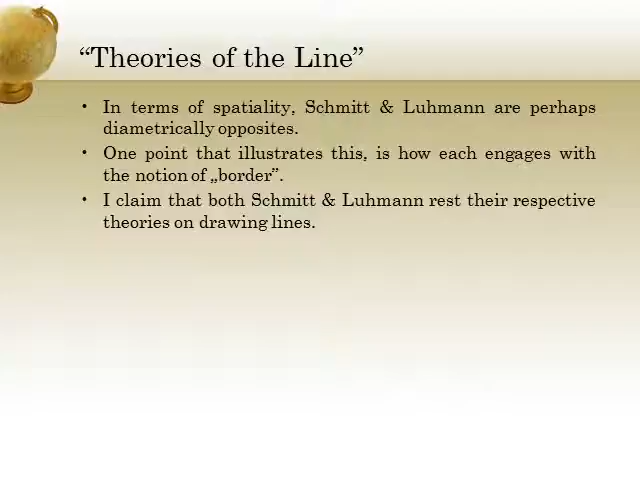 “Theories of the Line”
• In terms of spatiality, Schmitt & Luhmann are perhaps
diametrically opposites.
• One point that illustrates this, is how each engages with
the notion of „border”.
• I claim that both Schmitt & Luhmann rest their respective
theories on drawing lines.